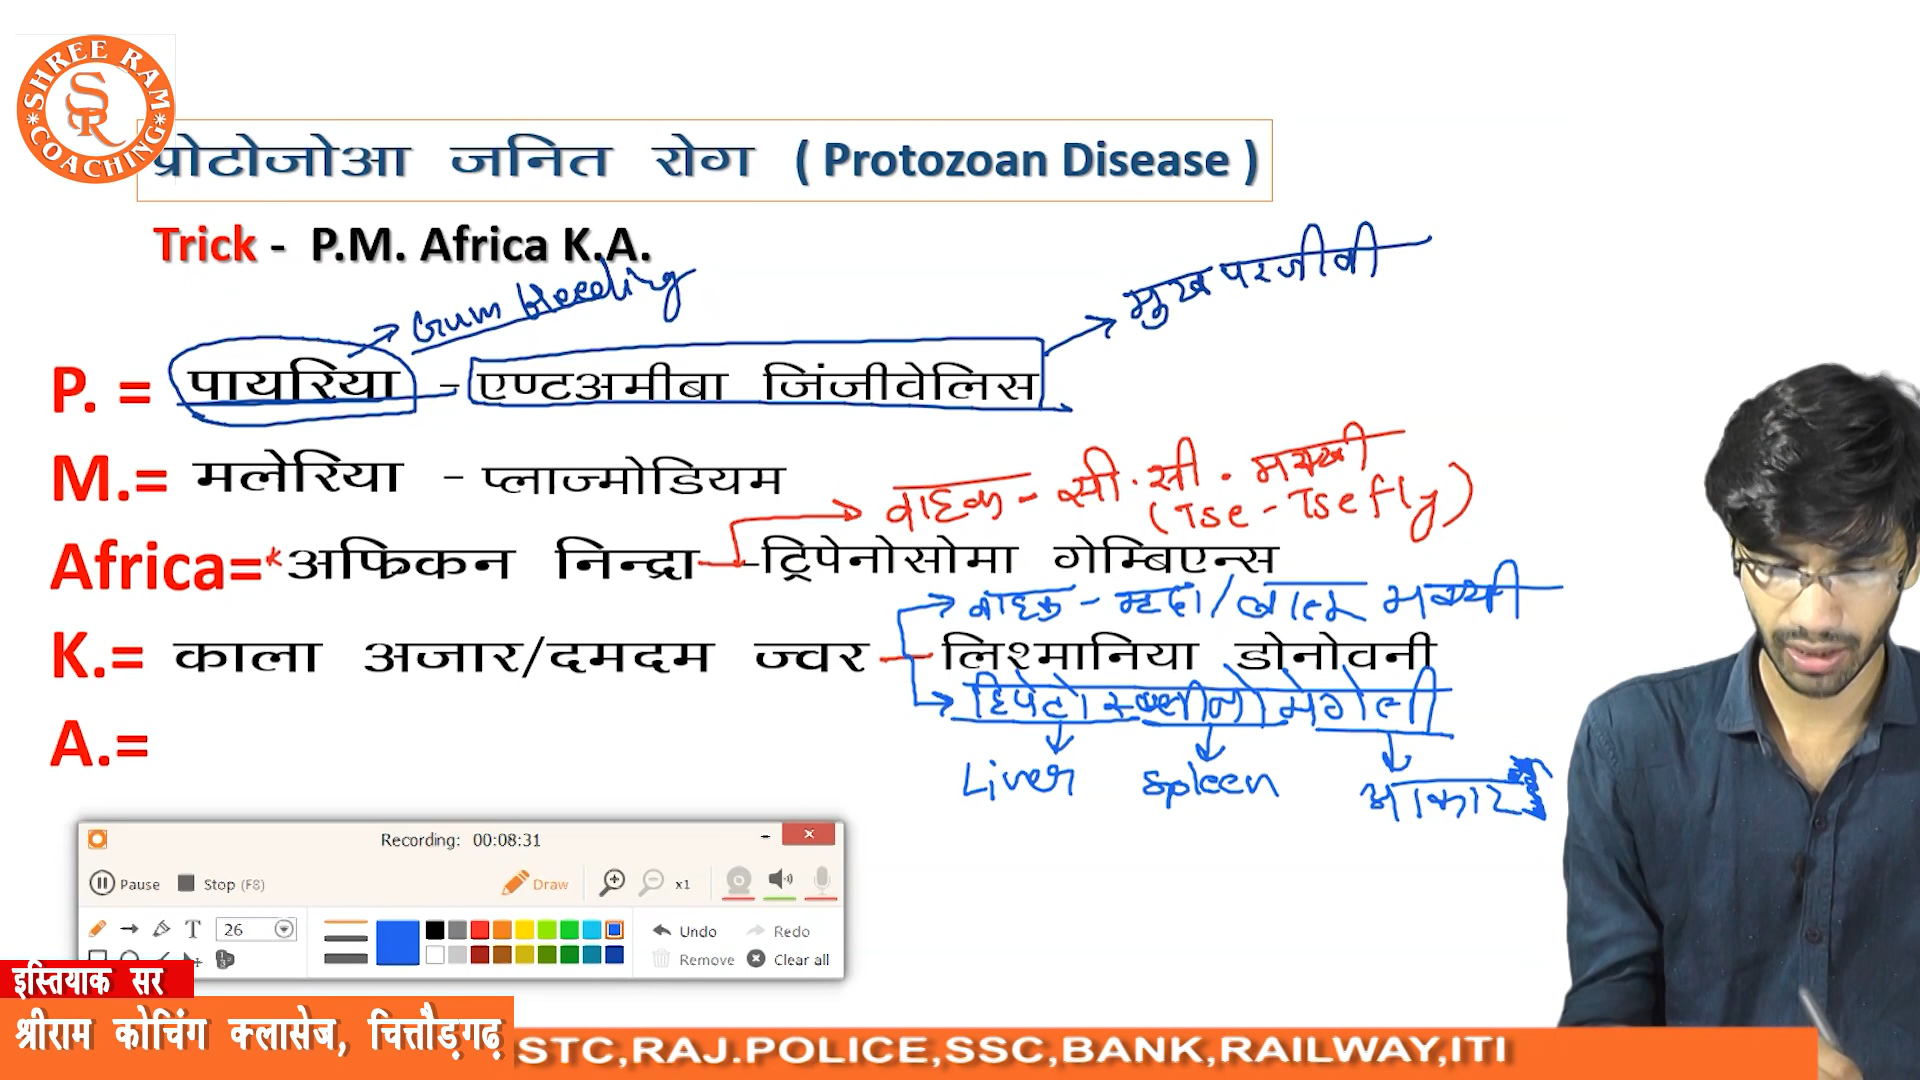 SHREE RAM
SR
COACHING
प्रोटोजोआ जनित रोग ( Protozoan Disease )
Trick - P.M. Africa K.A.
Gum bleeding
मुख परजीवी
P. = पायरिया - एण्टअमीबा जिंजीवेलिस
M.= मलेरिया - प्लाज्मोडियम
वाहक - सी.सी. मक्खी
(Tse-Tse fly)
Africa=* अफ्रिकन निन्द्रा - ट्रिपेनोसोमा गेम्बिएन्स
वाहक - / बालू मक्खी
K.= काला अजार/दमदम ज्वर - लिश्मानिया डोनोवनी
हिपेटो स्प्लीनो मेगेली
Liver Spleen आकार
A.=
Recording: 00:08:31
Pause Stop (F8) Draw x1
T 26 Undo Redo
Remove Clear all
इस्तियाक सर
श्रीराम कोचिंग क्लासेज, चित्तौड़गढ़
STC,RAJ.POLICE,SSC,BANK,RAILWAY,ITI